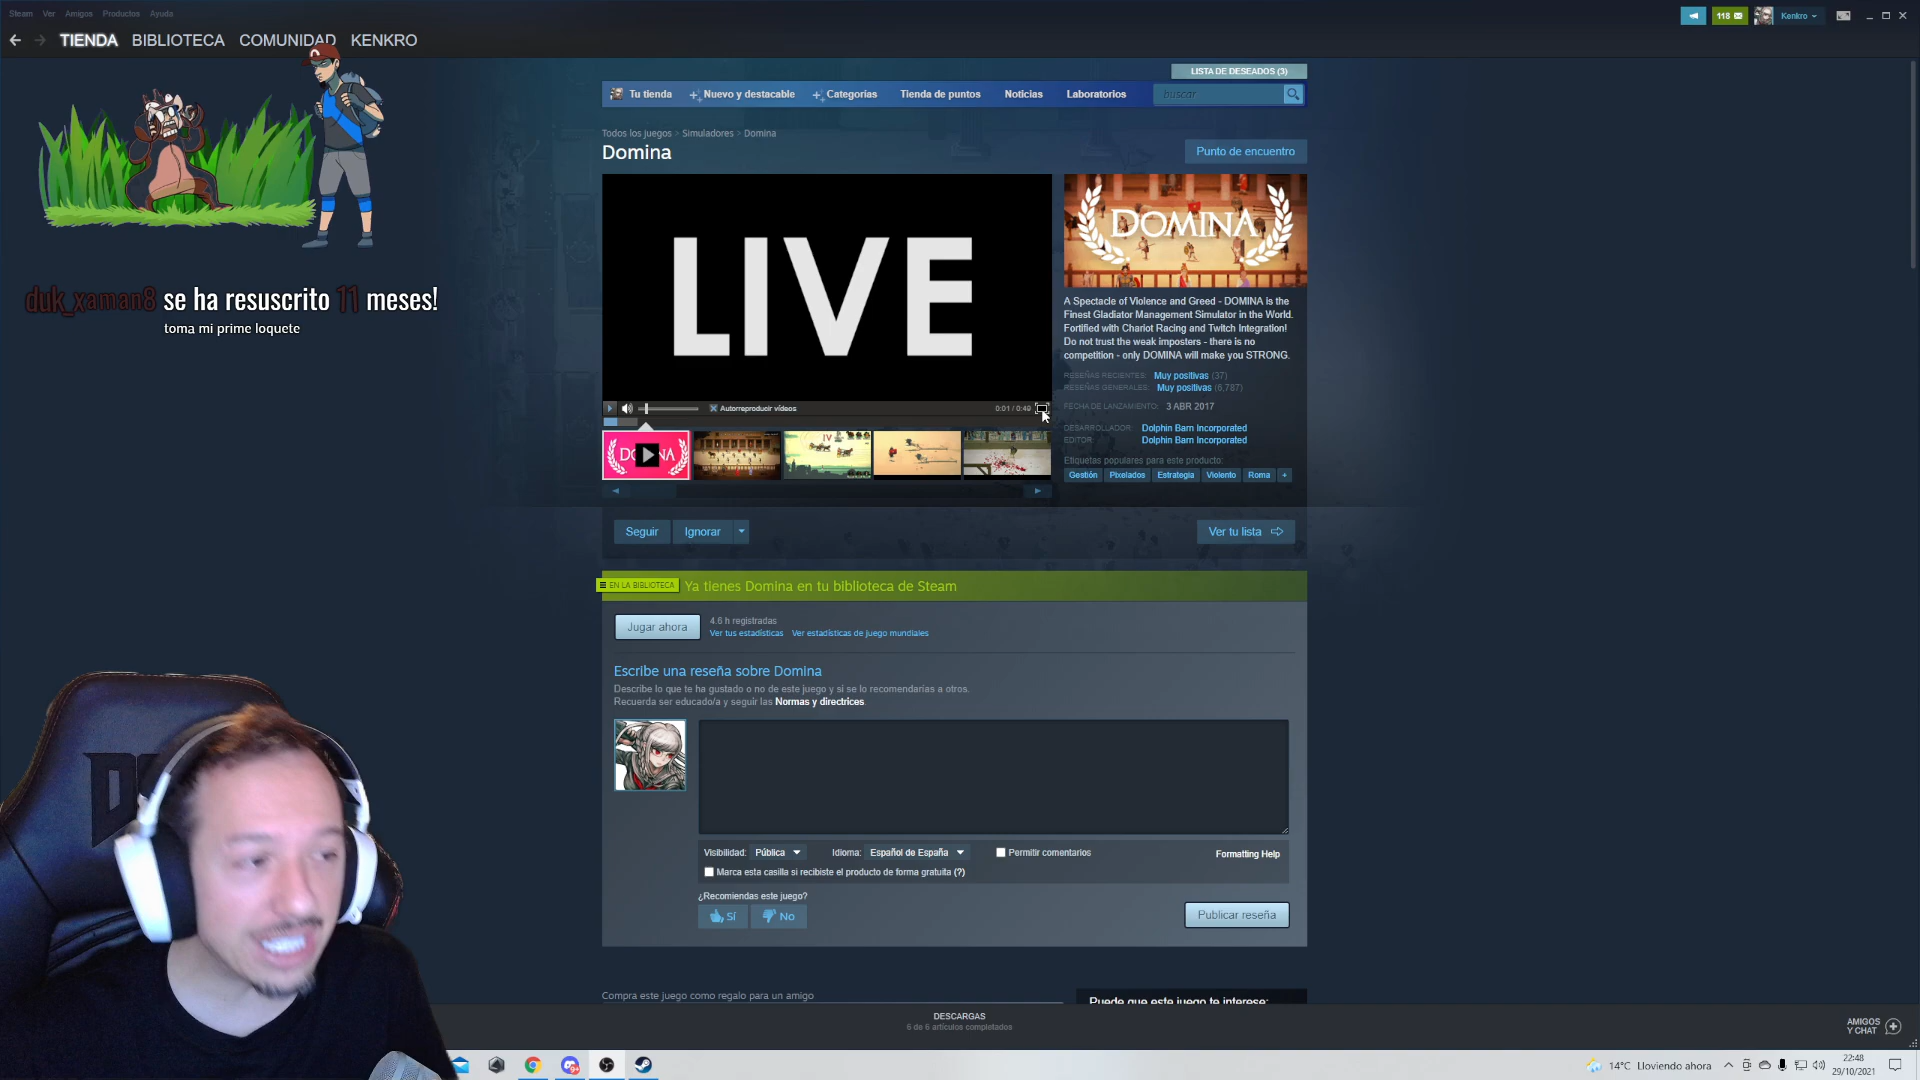 Steam Ver Amigos Productos Ayuda
118 Kenkro
TIENDA BIBLIOTECA COMUNIDAD KENKRO
LISTA DE DESEADOS (3)
Tu tienda Nuevo y destacable Categorías Tienda de puntos Noticias Laboratorios buscar
Todos los juegos > Simuladores > Domina
Domina
Punto de encuentro
LIVE
DOMINA
duk_xaman8 se ha resuscrito 11 meses!
toma mi prime loquete
A Spectacle of Violence and Greed - DOMINA is the
Finest Gladiator Management Simulator in the World.
Fortified with Chariot Racing and Twitch Integration!
Do not trust the weak imposters - there is no
competition - only DOMINA will make you STRONG.
RESEÑAS RECIENTES: Muy positivas (37)
RESEÑAS GENERALES: Muy positivas (6,787)
FECHA DE LANZAMIENTO: 3 ABR 2017
DESARROLLADOR: Dolphin Barn Incorporated
EDITOR: Dolphin Barn Incorporated
Etiquetas populares para este producto:
Gestión Pixelados Estrategia Violento Roma +
Autorreproducir vídeos 0:01 / 0:49
Seguir Ignorar Ver tu lista
EN LA BIBLIOTECA Ya tienes Domina en tu biblioteca de Steam
Jugar ahora
4.6 h registradas
Ver tus estadísticas Ver estadísticas de juego mundiales
Escribe una reseña sobre Domina
Describe lo que te ha gustado o no de este juego y si se lo recomendarías a otros.
Recuerda ser educado/a y seguir las Normas y directrices
Visibilidad: Pública Idioma: Español de España Permitir comentarios Formatting Help
Marca esta casilla si recibiste el producto de forma gratuita (?)
¿Recomiendas este juego?
Sí No
Publicar reseña
Compra este juego como regalo para un amigo
Puede que este juego te interese:
DESCARGAS
6 de 6 artículos completados
AMIGOS
Y CHAT
14°C Lloviendo ahora
22:48
29/10/2021